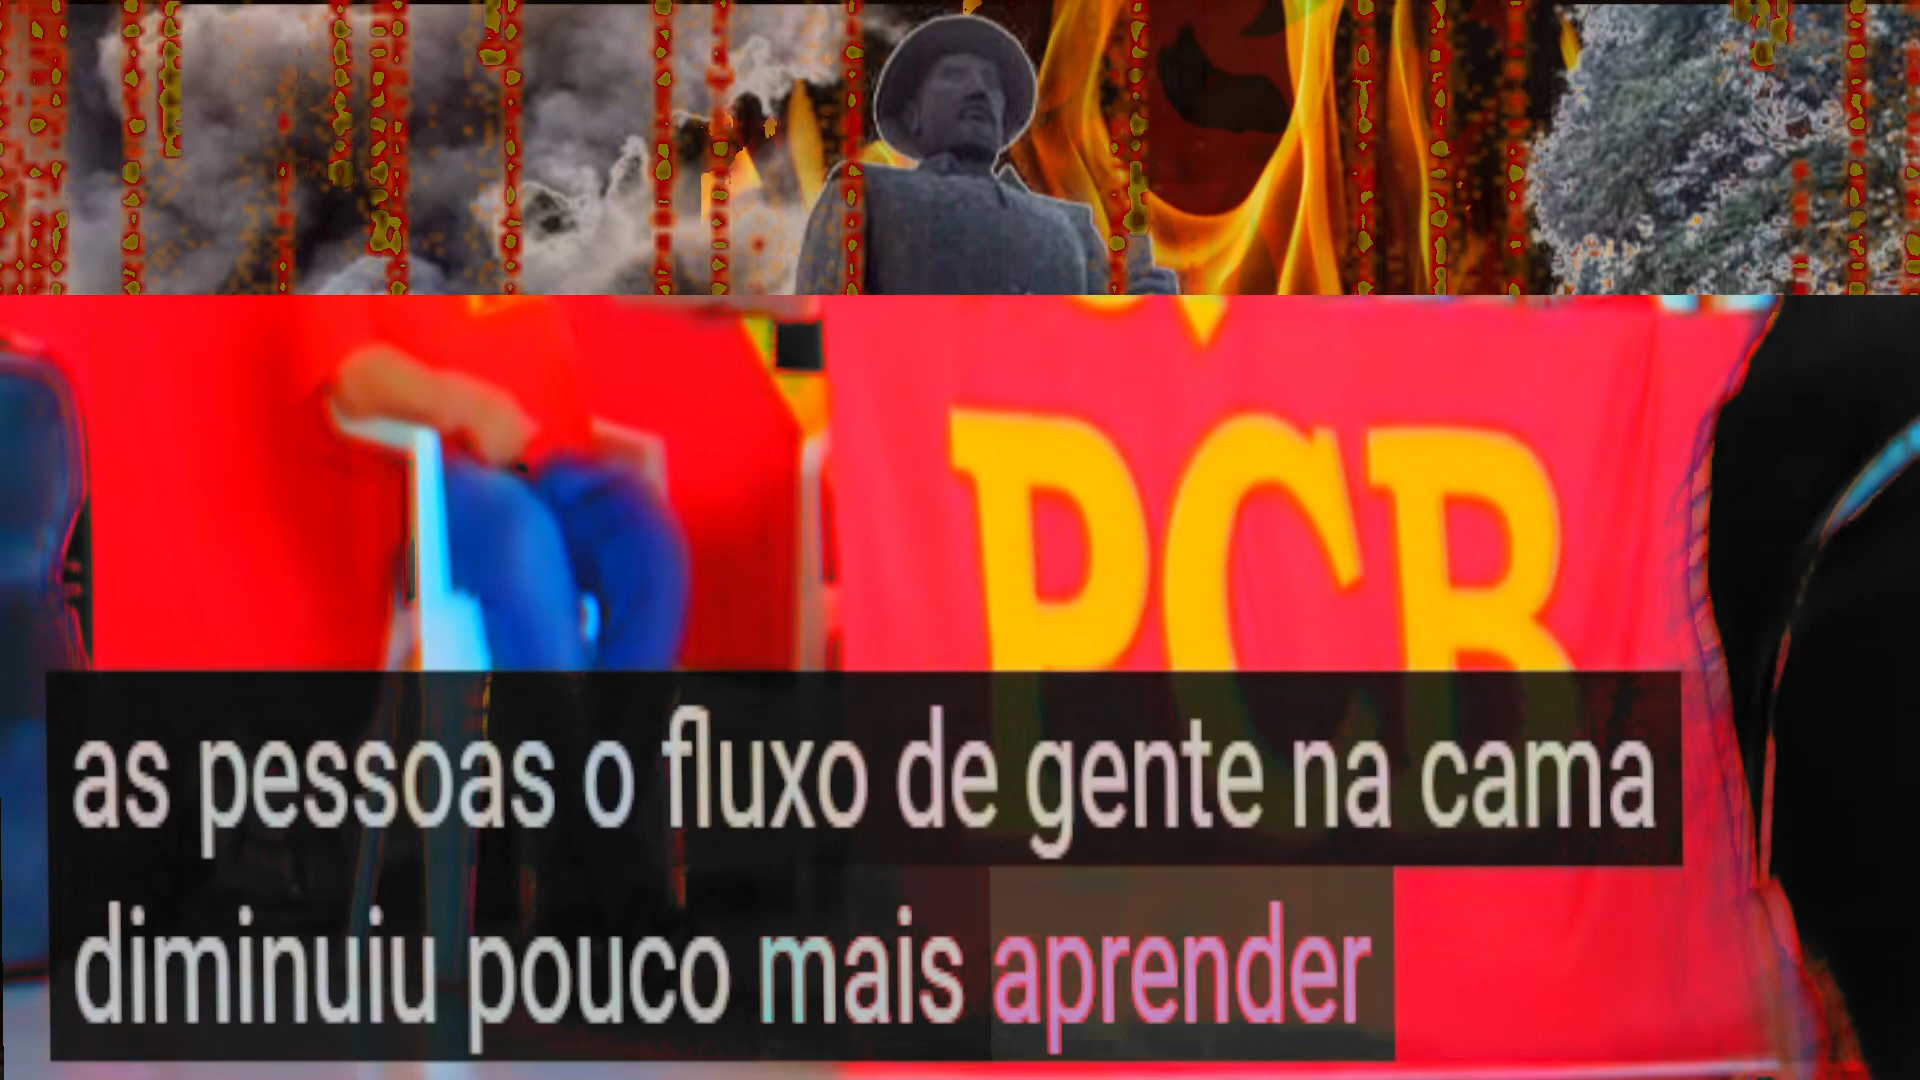 PCB
as pessoas o fluxo de gente na cama
diminuiu pouco mais aprender